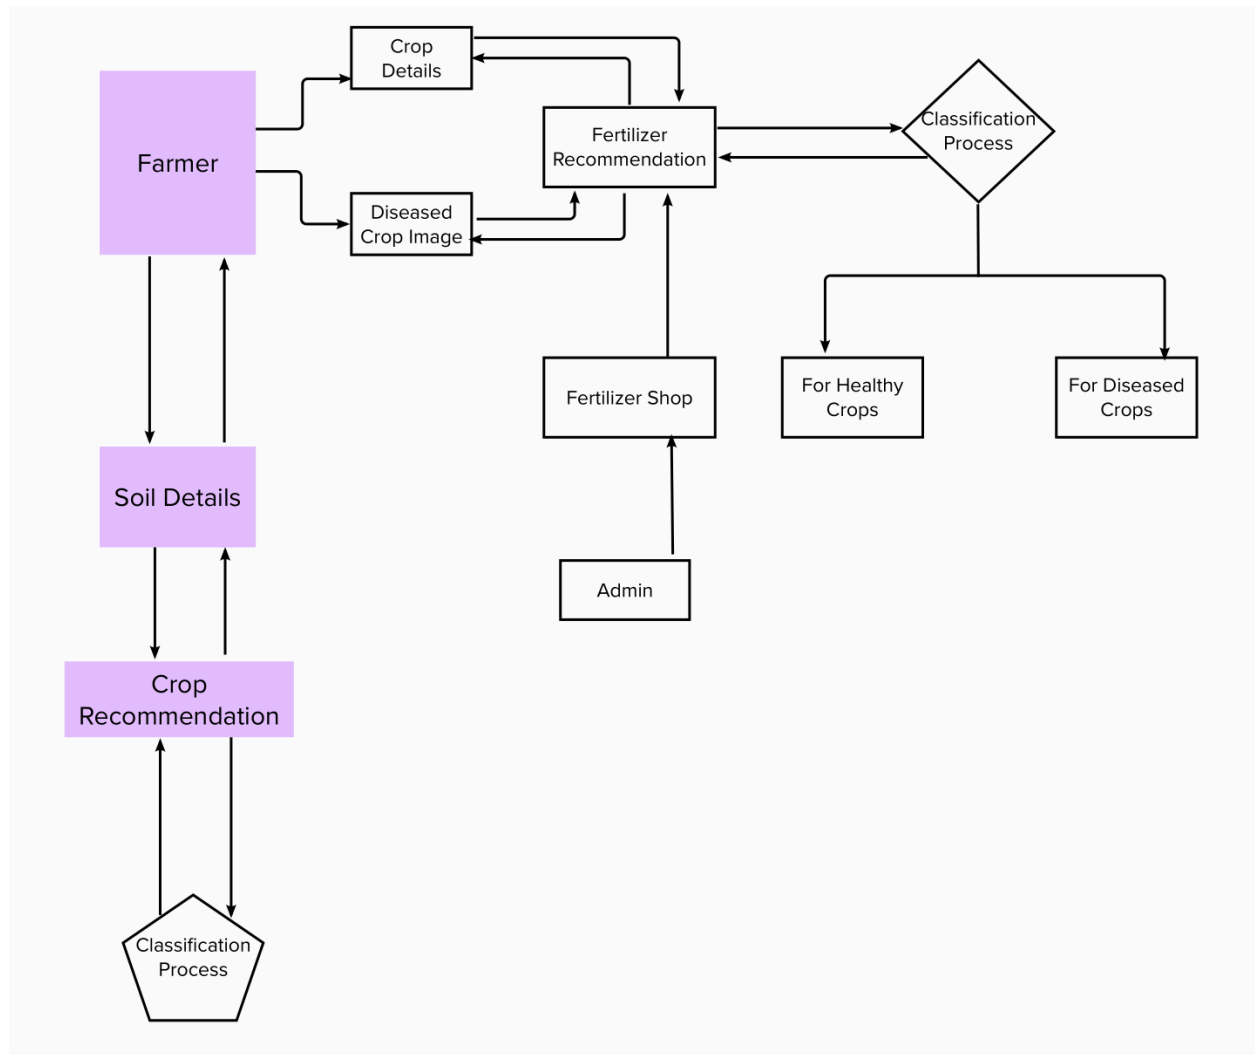 Crop
Details
Farmer
Fertilizer
Recommendation
Classification
Process
Diseased
Crop Image
Fertilizer Shop
For Healthy
Crops
For Diseased
Crops
Soil Details
Admin
Crop
Recommendation
Classification
Process